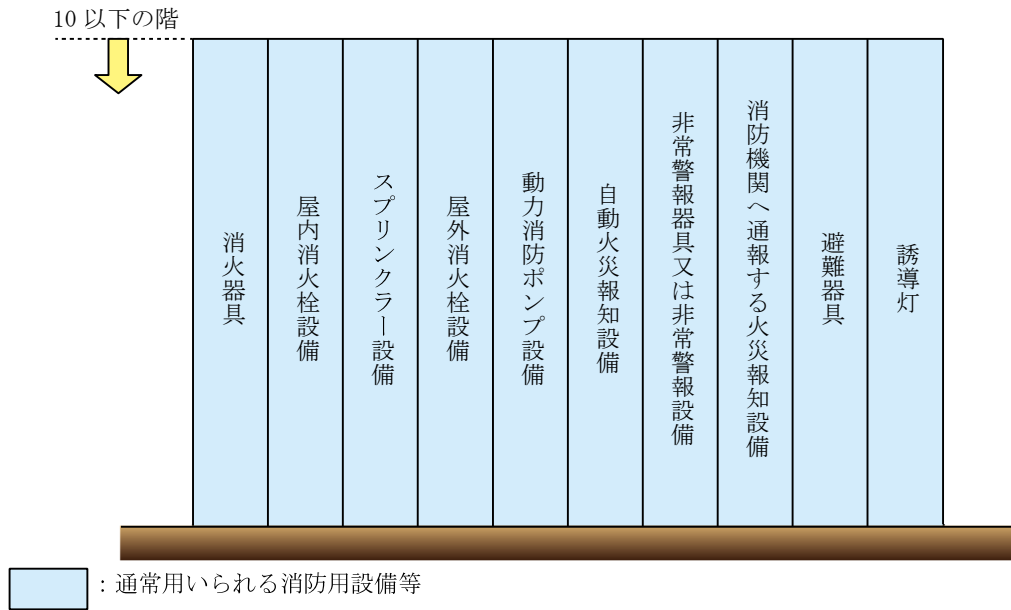 10 以下の階
消火器具
屋内消火栓設備
スプリンクラー設備
屋外消火栓設備
動力消防ポンプ設備
自動火災報知設備
非常警報器具又は非常警報設備
消防機関へ通報する火災報知設備
避難器具
誘導灯
：通常用いられる消防用設備等